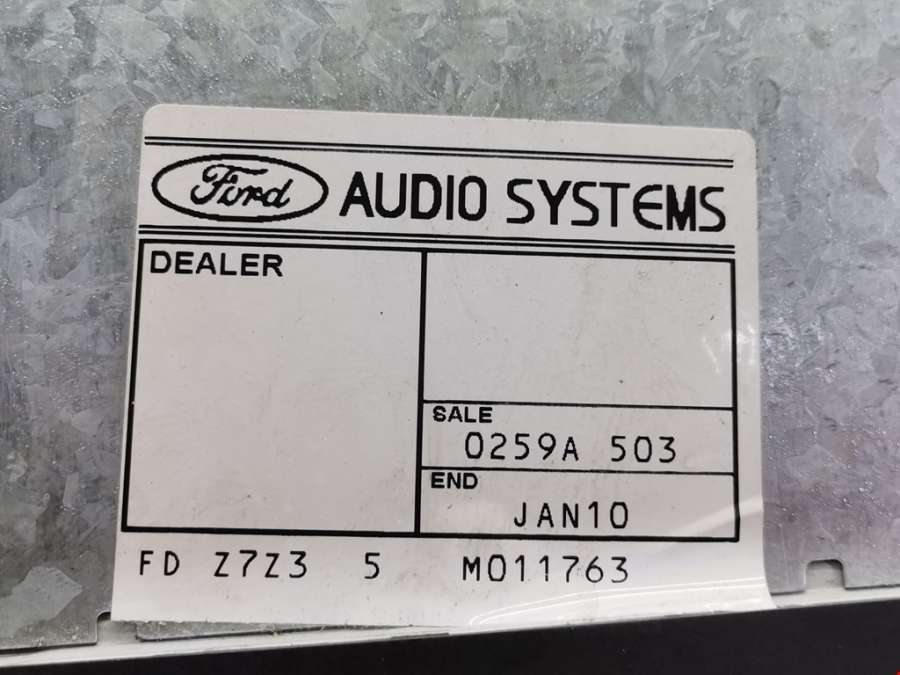 Ford AUDIO SYSTEMS
DEALER
SALE
0259A 503
END
JAN10
FD Z7Z3 5 M011763